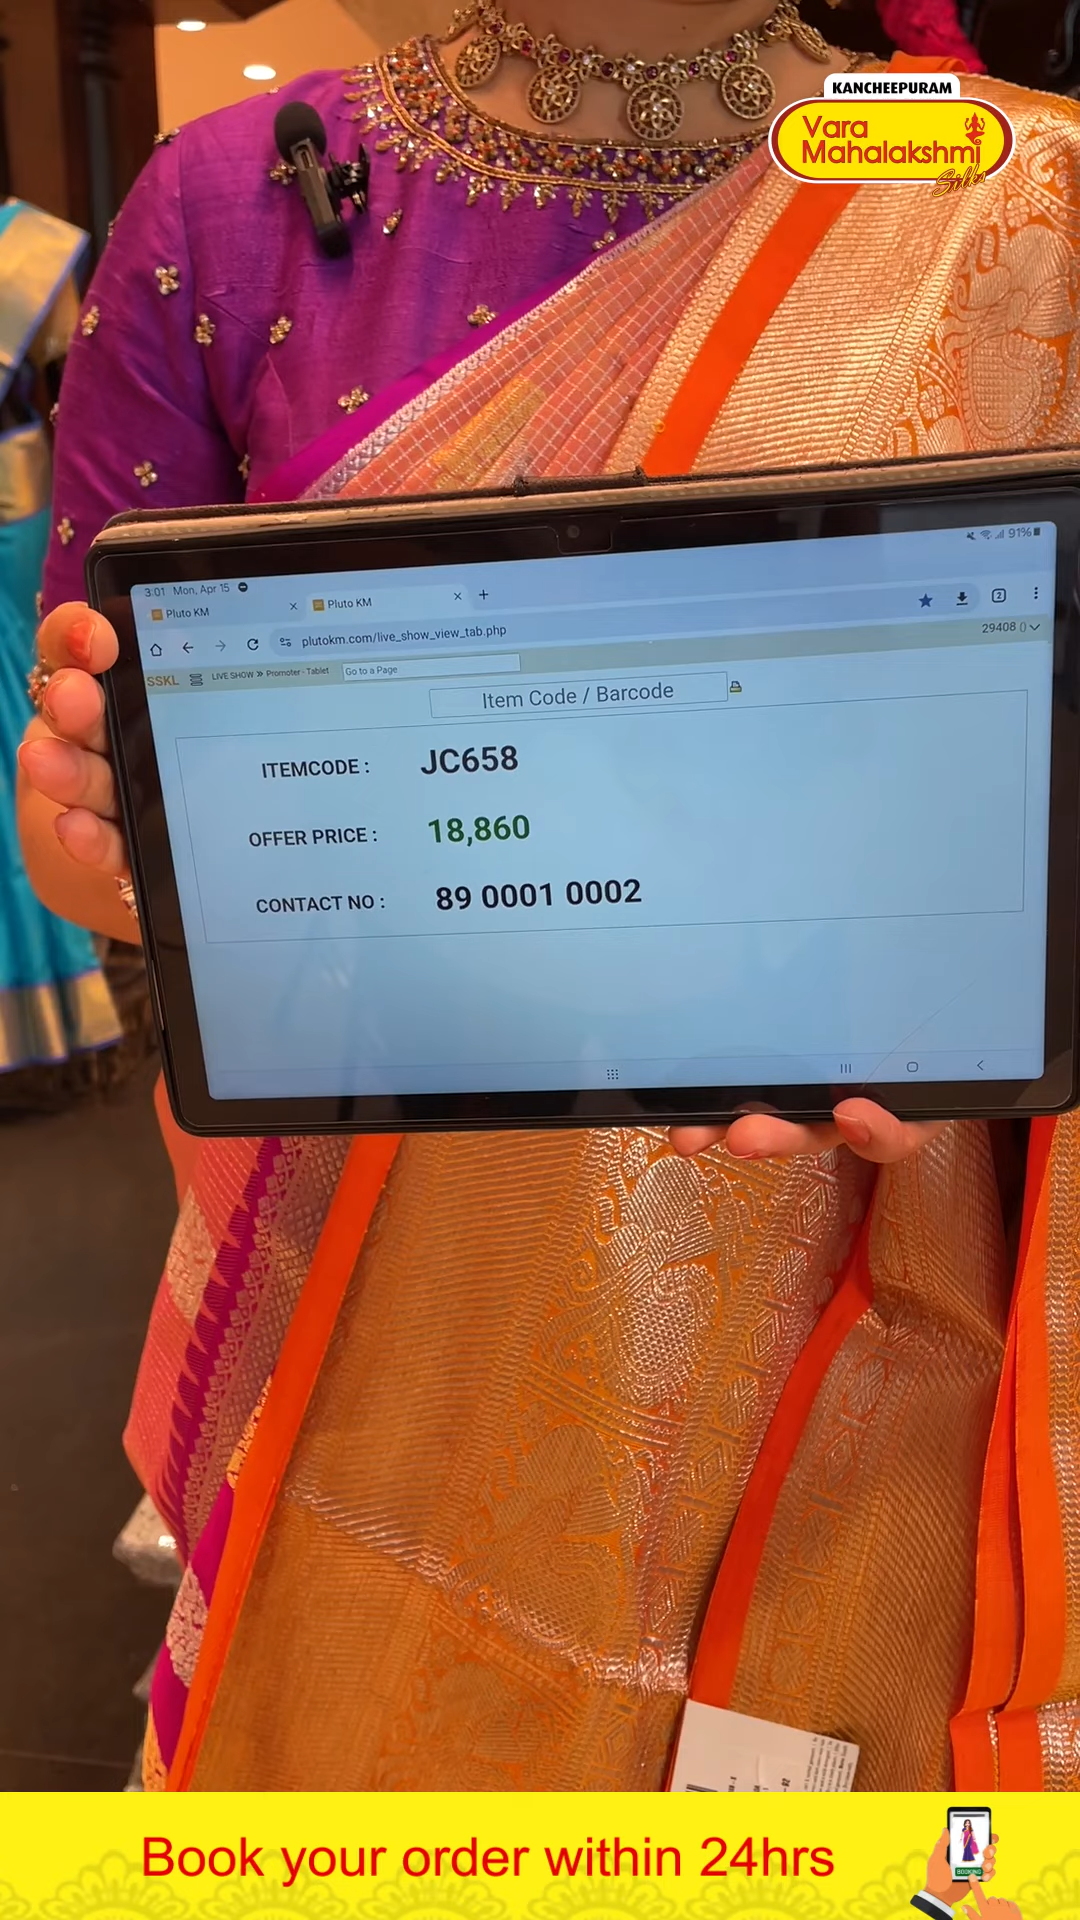 KANCHEEPURAM
Vara
Mahalakshmi
Silks
3:01 Mon, Apr 15
91%
Pluto KM
Pluto KM
2
plutokm.com/live_show_view_tab.php
29408 ()
SSKL
LIVE SHOW » Promoter - Tablet
Go to a Page
Item Code / Barcode
ITEMCODE : JC658
OFFER PRICE : 18,860
CONTACT NO : 89 0001 0002
Book your order within 24hrs
BOOKING